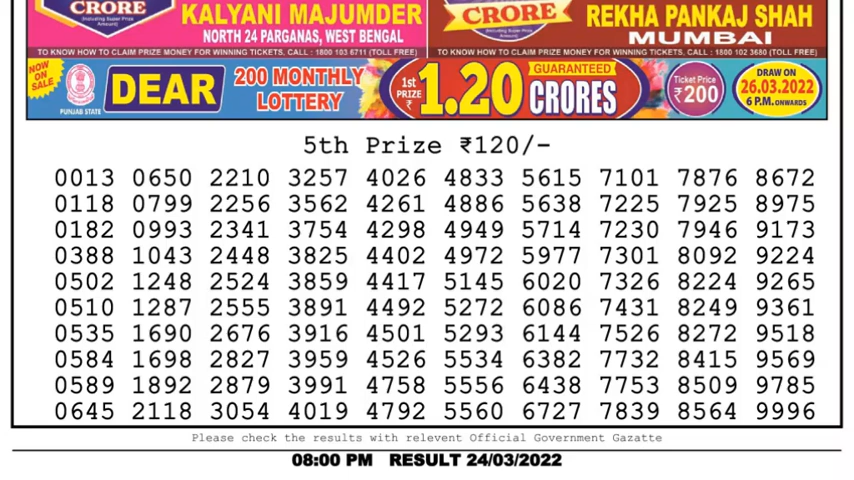 CRORE
(Including Super Prize Amount)
KALYANI MAJUMDER
NORTH 24 PARGANAS, WEST BENGAL
CRORE
(Including Super Prize Amount)
REKHA PANKAJ SHAH
MUMBAI
TO KNOW HOW TO CLAIM PRIZE MONEY FOR WINNING TICKETS, CALL : 1800 103 6711 (TOLL FREE)
TO KNOW HOW TO CLAIM PRIZE MONEY FOR WINNING TICKETS, CALL : 1800 102 3680 (TOLL FREE)
NOW ON SALE
PUNJAB STATE
DEAR
200 MONTHLY
LOTTERY
1st PRIZE ₹
1.20
GUARANTEED
CRORES
Ticket Price
₹200
DRAW ON
26.03.2022
6 P.M. ONWARDS
5th Prize ₹120/-
0013 0650 2210 3257 4026 4833 5615 7101 7876 8672
0118 0799 2256 3562 4261 4886 5638 7225 7925 8975
0182 0993 2341 3754 4298 4949 5714 7230 7946 9173
0388 1043 2448 3825 4402 4972 5977 7301 8092 9224
0502 1248 2524 3859 4417 5145 6020 7326 8224 9265
0510 1287 2555 3891 4492 5272 6086 7431 8249 9361
0535 1690 2676 3916 4501 5293 6144 7526 8272 9518
0584 1698 2827 3959 4526 5534 6382 7732 8415 9569
0589 1892 2879 3991 4758 5556 6438 7753 8509 9785
0645 2118 3054 4019 4792 5560 6727 7839 8564 9996
Please check the results with relevent Official Government Gazatte
08:00 PM RESULT 24/03/2022